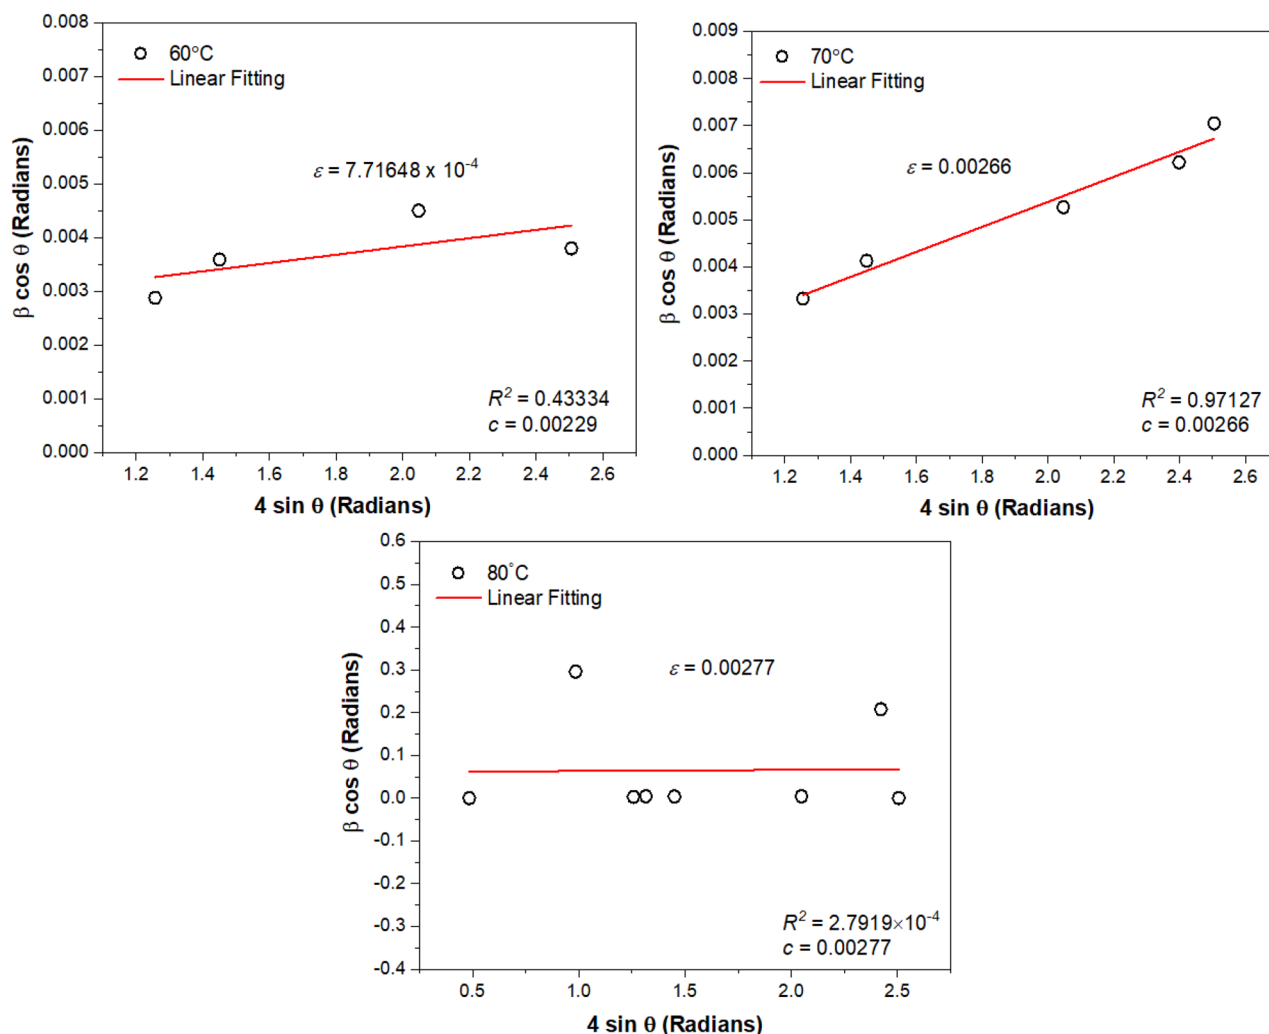 60°C
Linear Fitting
ε = 7.71648 x 10⁻⁴
R² = 0.43334
c = 0.00229
0.008
0.007
0.006
0.005
0.004
0.003
0.002
0.001
0.000
β cos θ (Radians)
1.2 1.4 1.6 1.8 2.0 2.2 2.4 2.6
4 sin θ (Radians)
70°C
Linear Fitting
ε = 0.00266
R² = 0.97127
c = 0.00266
0.009
0.008
0.007
0.006
0.005
0.004
0.003
0.002
0.001
0.000
β cos θ (Radians)
1.2 1.4 1.6 1.8 2.0 2.2 2.4 2.6
4 sin θ (Radians)
80°C
Linear Fitting
ε = 0.00277
R² = 2.7919×10⁻⁴
c = 0.00277
0.6
0.5
0.4
0.3
0.2
0.1
0.0
-0.1
-0.2
-0.3
-0.4
β cos θ (Radians)
0.5 1.0 1.5 2.0 2.5
4 sin θ (Radians)